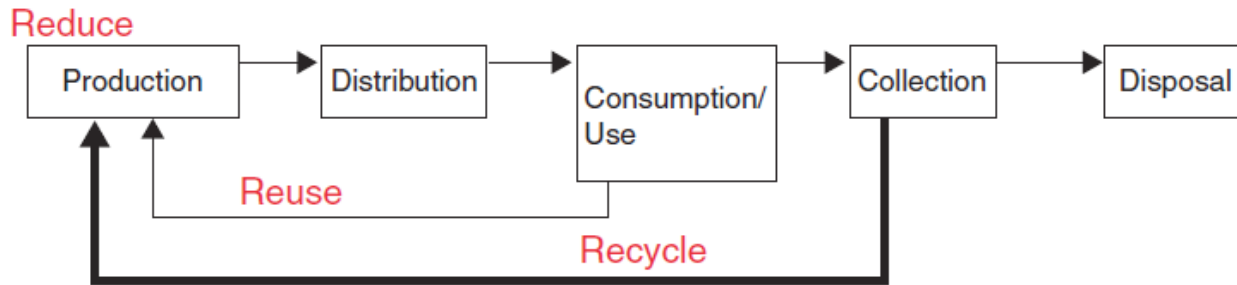 Reduce
Production
Distribution
Consumption/
Use
Collection
Disposal
Reuse
Recycle